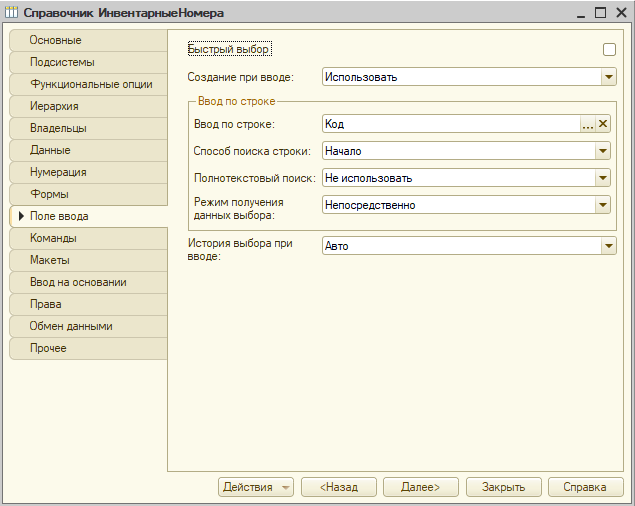 Справочник ИнвентарныеНомера
Основные
Подсистемы
Функциональные опции
Иерархия
Владельцы
Данные
Нумерация
Формы
Поле ввода
Команды
Макеты
Ввод на основании
Права
Обмен данными
Прочее
Быстрый выбор
Создание при вводе: Использовать
Ввод по строке
Ввод по строке: Код ...
Способ поиска строки: Начало
Полнотекстовый поиск: Не использовать
Режим получения
данных выбора: Непосредственно
История выбора при
вводе: Авто
Действия <Назад Далее> Закрыть Справка